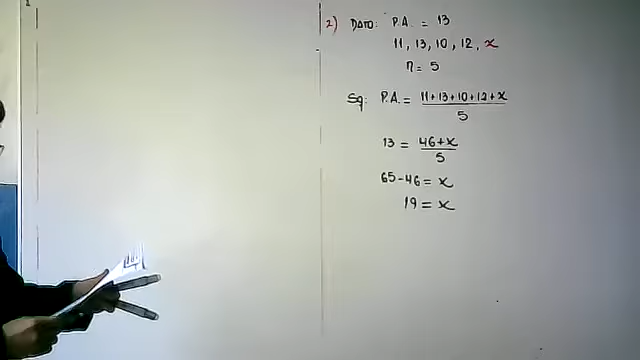 2) DATO: P.A. = 13
11, 13, 10, 12, x
n = 5
Sq: P.A. = 11+13+10+12+x
5
13 = 46+x
5
65-46 = x
19 = x